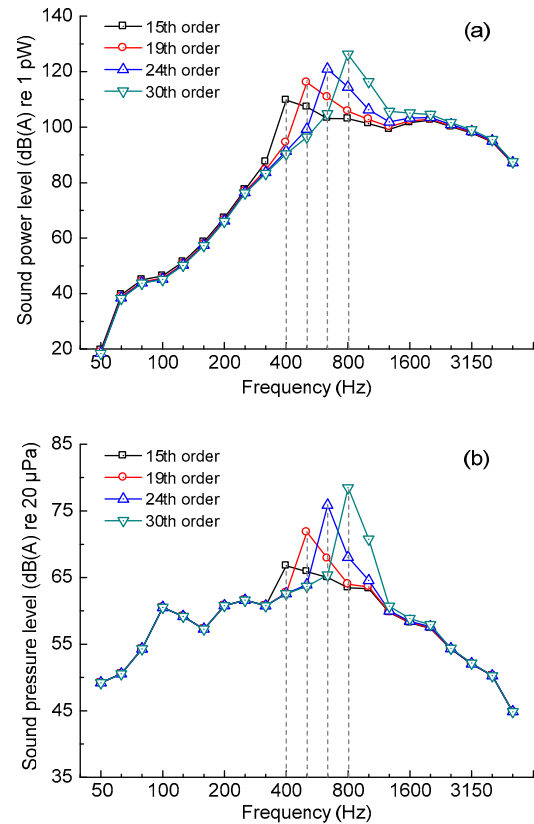 (a)
15th order
19th order
24th order
30th order
Sound power level (dB(A) re 1 pW)
140
120
100
80
60
40
20
50 100 200 400 800 1600 3150
Frequency (Hz)
(b)
15th order
19th order
24th order
30th order
Sound pressure level (dB(A) re 20 µPa)
85
75
65
55
45
35
50 100 200 400 800 1600 3150
Frequency (Hz)